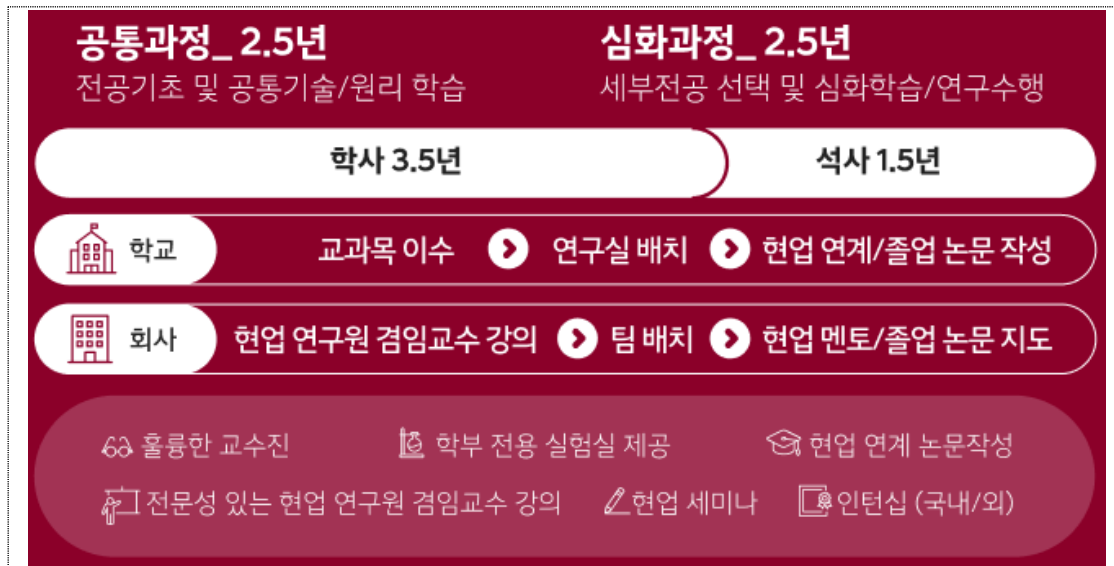 공통과정_ 2.5년
심화과정_ 2.5년
전공기초 및 공통기술/원리 학습
세부전공 선택 및 심화학습/연구수행
학사 3.5년
석사 1.5년
학교
교과목 이수
연구실 배치
현업 연계/졸업 논문 작성
회사
현업 연구원 겸임교수 강의
팀 배치
현업 멘토/졸업 논문 지도
훌륭한 교수진
학부 전용 실험실 제공
현업 연계 논문작성
전문성 있는 현업 연구원 겸임교수 강의
현업 세미나
인턴십 (국내/외)